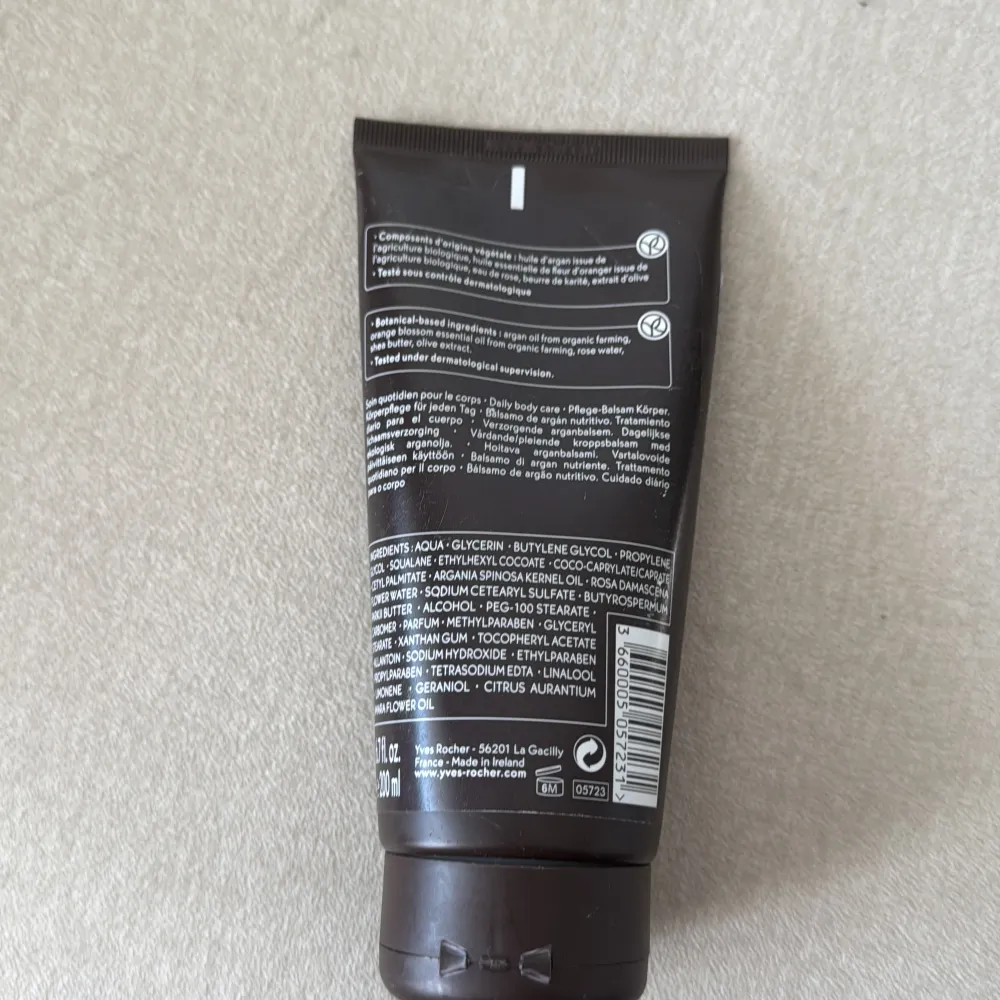 • Composants d'origine végétale : huile d'argan issue de
l'agriculture biologique, huile essentielle de fleur d'oranger issue de
l'agriculture biologique, eau de rose, beurre de karité, extrait d'olive
• Testé sous contrôle dermatologique
• Botanical-based ingredients : argan oil from organic farming,
orange blossom essential oil from organic farming, rose water,
shea butter, olive extract.
• Tested under dermatological supervision.
Soin quotidien pour le corps • Daily body care • Pflege-Balsam Körper.
Körperpflege für jeden Tag • Bálsamo de argán nutritivo. Tratamiento
diario para el cuerpo • Verzorgende arganbalsem. Dagelijkse
lichaamsverzorging • Vårdande/pleiende kroppsbalsam med
økologisk arganolja. • Hoitava arganbalsami. Vartalovoide
päivittäiseen käyttöön • Balsamo di argan nutriente. Trattamento
quotidiano per il corpo • Bálsamo de argão nutritivo. Cuidado diário
para o corpo
INGREDIENTS : AQUA • GLYCERIN • BUTYLENE GLYCOL • PROPYLENE
GLYCOL • SQUALANE • ETHYLHEXYL COCOATE • COCO-CAPRYLATE/CAPRATE
CETYL PALMITATE • ARGANIA SPINOSA KERNEL OIL • ROSA DAMASCENA
FLOWER WATER • SODIUM CETEARYL SULFATE • BUTYROSPERMUM
PARKII BUTTER • ALCOHOL • PEG-100 STEARATE •
CARBOMER • PARFUM • METHYLPARABEN • GLYCERYL
STEARATE • XANTHAN GUM • TOCOPHERYL ACETATE
ALLANTOIN • SODIUM HYDROXIDE • ETHYLPARABEN
PROPYLPARABEN • TETRASODIUM EDTA • LINALOOL
LIMONENE • GERANIOL • CITRUS AURANTIUM
AMARA FLOWER OIL
fl. oz.
200 ml
Yves Rocher - 56201 La Gacilly
France - Made in Ireland
www.yves-rocher.com
6M
05723
3 660005 057231 >